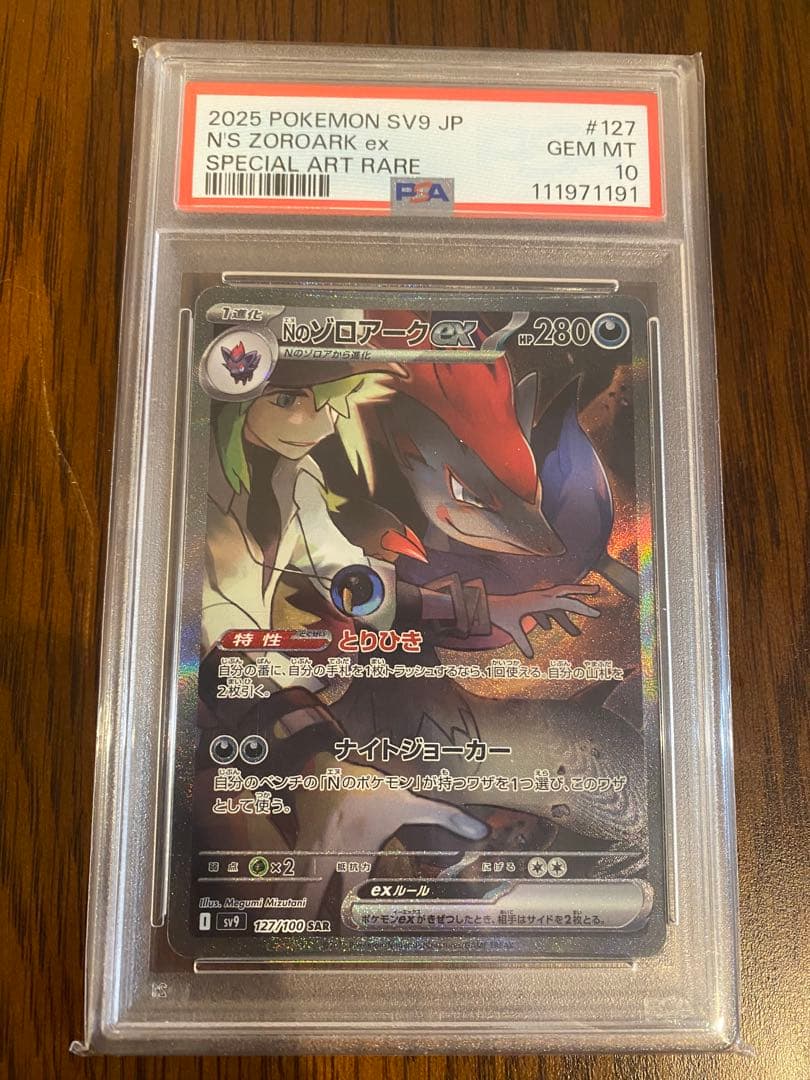 2025 POKEMON SV9 JP #127
N'S ZOROARK ex GEM MT
SPECIAL ART RARE 10
PSA 111971191
1進化
Nのゾロアークex HP280
Nのゾロアから進化
特性 とりひき
自分の番に、自分の手札を1枚トラッシュするなら、1回使える。自分の山札を
2枚引く。
ナイトジョーカー
自分のベンチの「Nのポケモン」が持つワザを1つ選び、このワザ
として使う。
弱点 ×2 抵抗力 にげる
exルール
ポケモンexがきぜつしたとき、相手はサイドを2枚とる。
Illus. Megumi Mizutani
I sv9 127/100 SAR